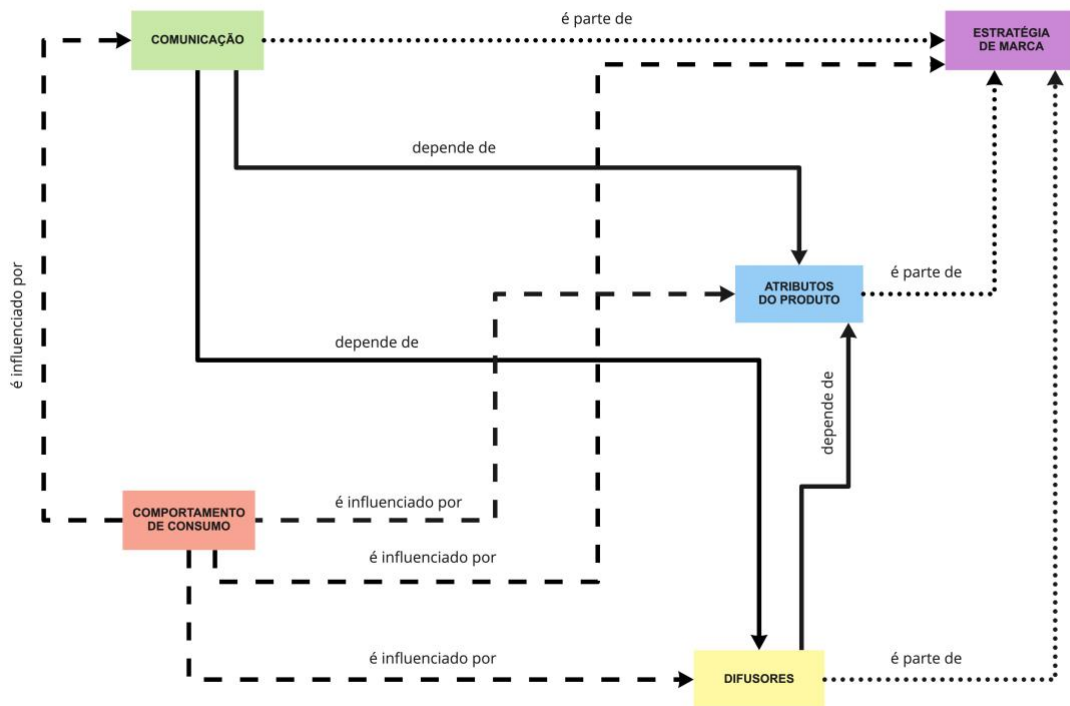 é parte de
COMUNICAÇÃO
ESTRATÉGIA
DE MARCA
depende de
ATRIBUTOS
DO PRODUTO
é parte de
é influenciado por
depende de
depende de
COMPORTAMENTO
DE CONSUMO
é influenciado por
é influenciado por
é influenciado por
DIFUSORES
é parte de